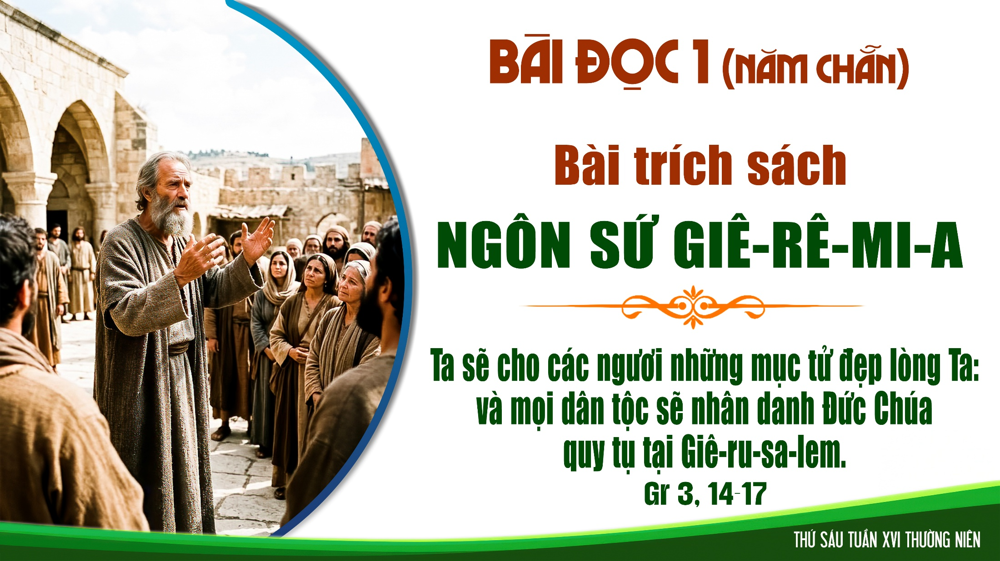 BÀI ĐỌC 1 (NĂM CHẴN)
Bài trích sách
NGÔN SỨ GIÊ-RÊ-MI-A
Ta sẽ cho các ngươi những mục tử đẹp lòng Ta:
và mọi dân tộc sẽ nhân danh Đức Chúa
quy tụ tại Giê-ru-sa-lem.
Gr 3, 14-17
THỨ SÁU TUẦN XVI THƯỜNG NIÊN